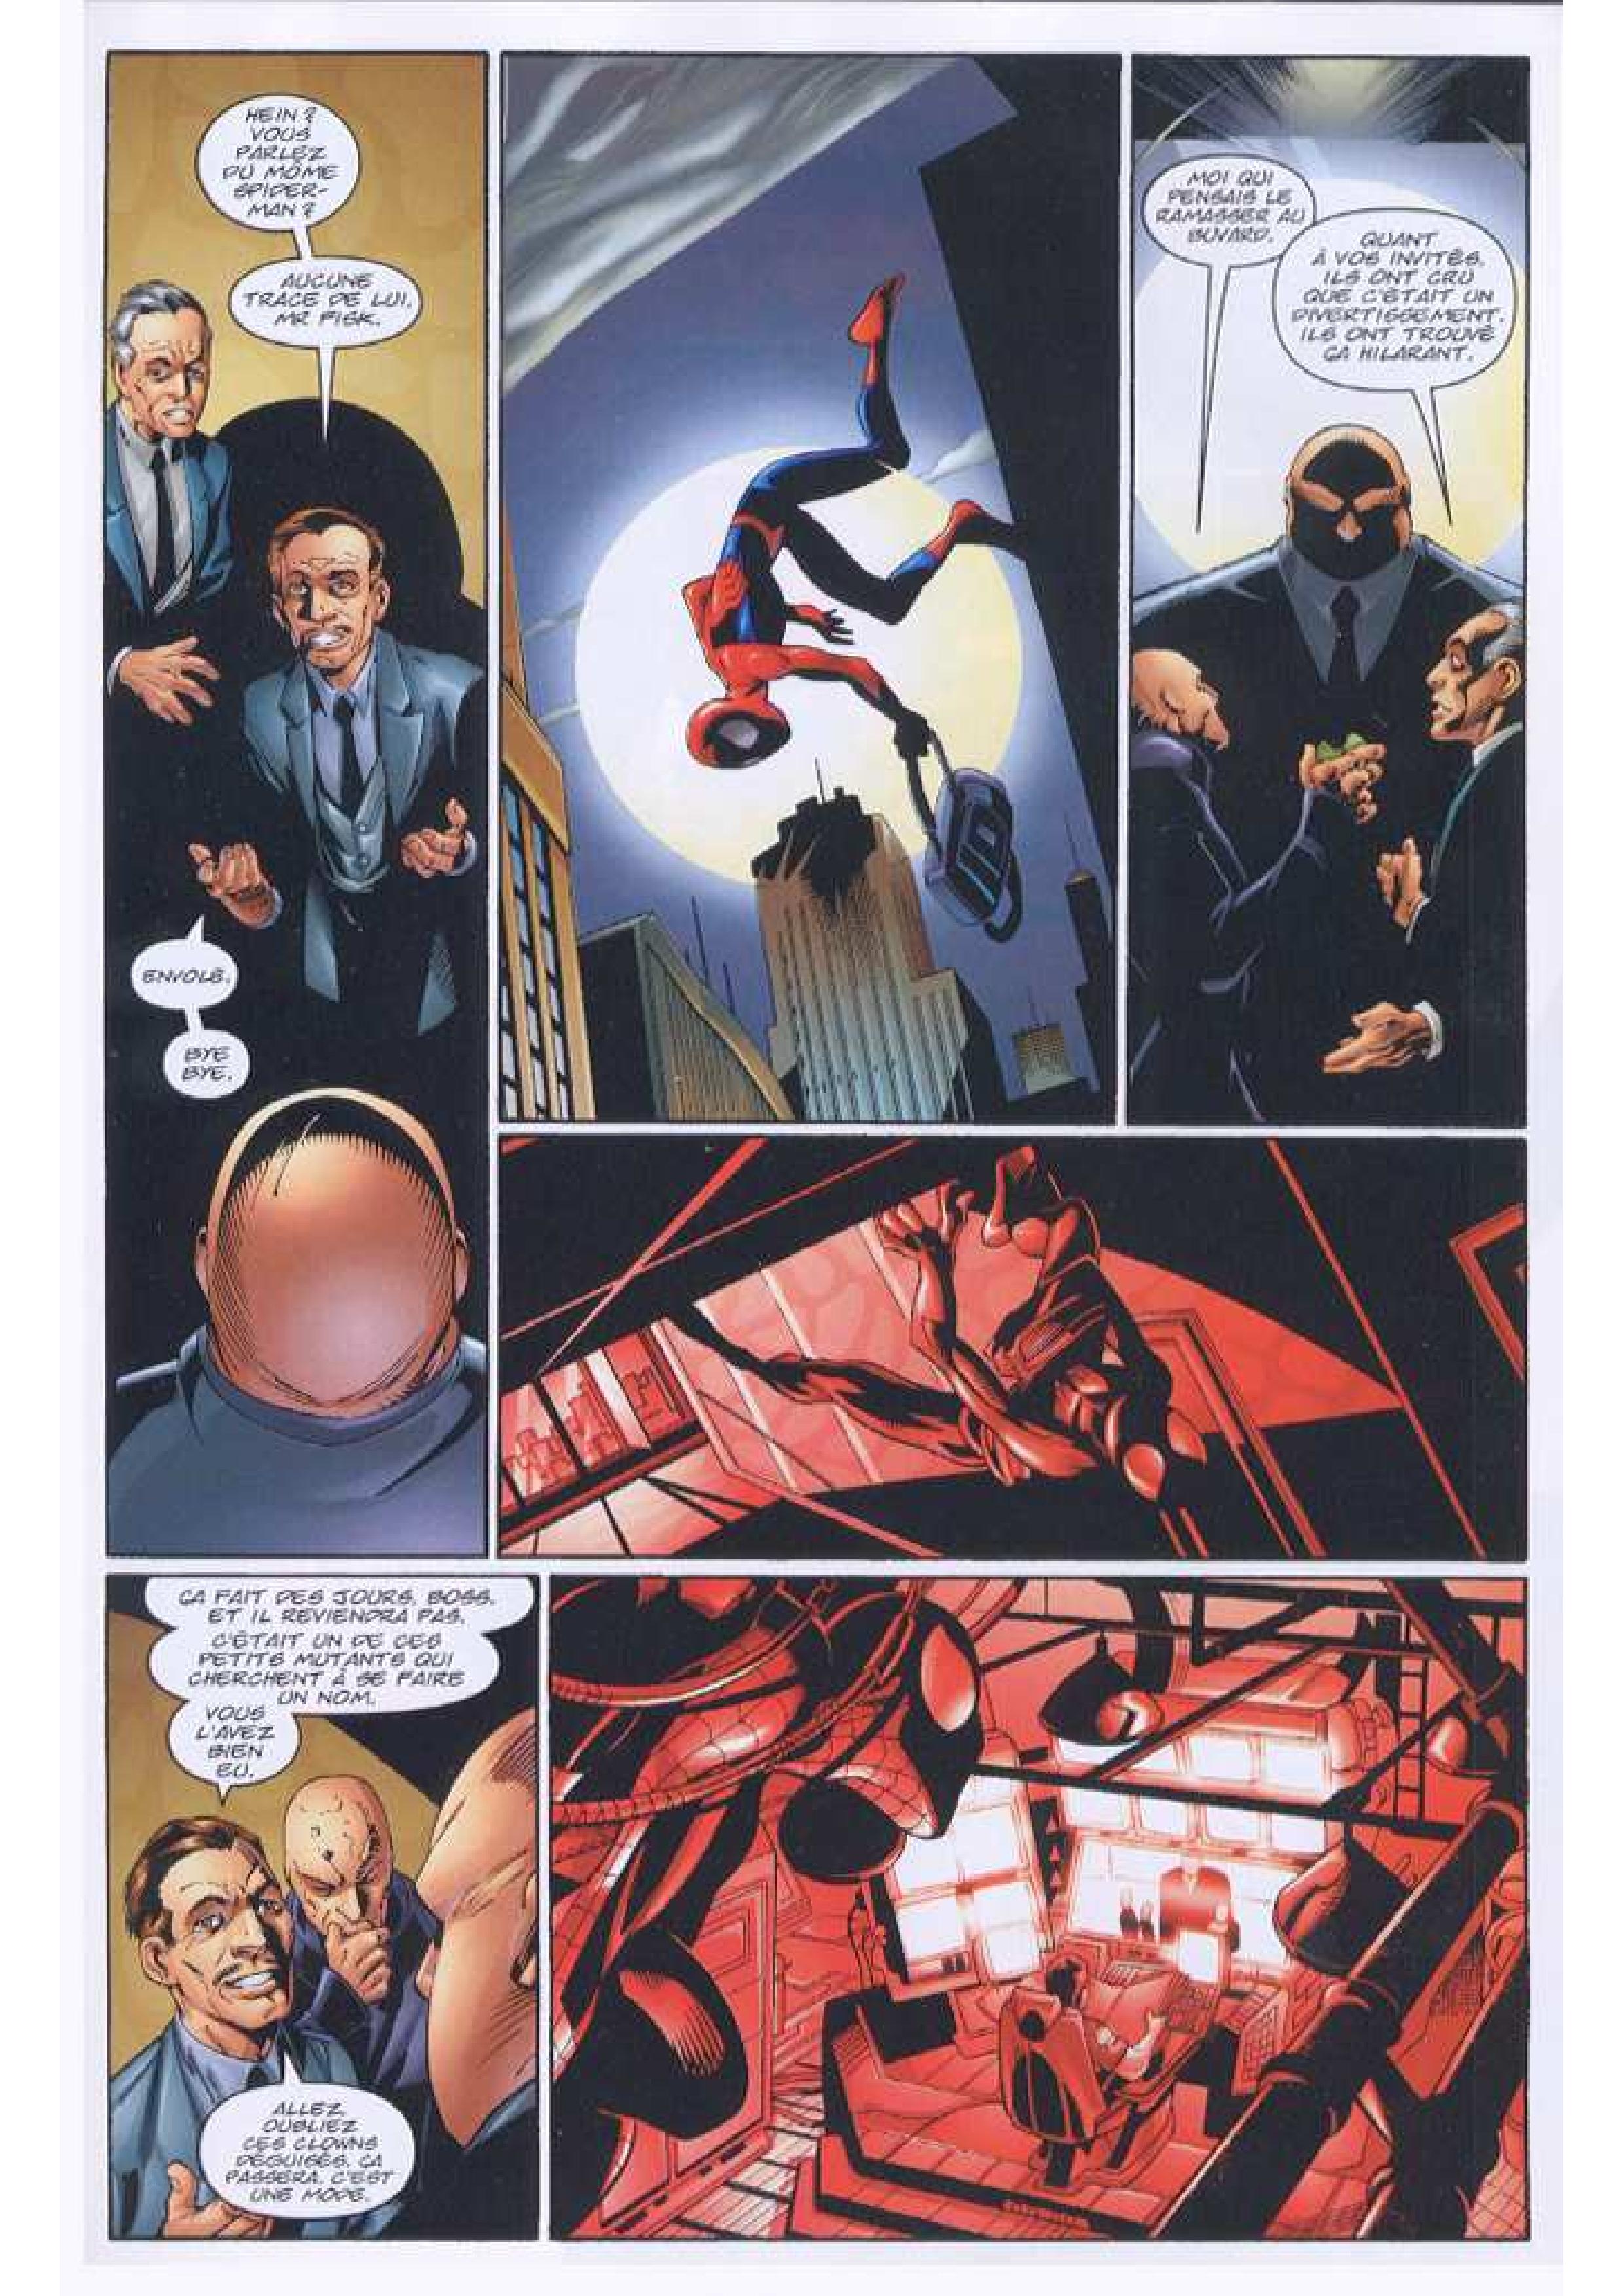 HEIN ?
VOUS
PARLEZ
DU MÔME
SPIDER-
MAN ?
AUCUNE
TRACE DE LUI,
MR FISK.
ENVOLÉ.
BYE
BYE.
MOI QUI
PENSAIS LE
RAMASSER AU
BUVARD.
QUANT
À VOS INVITÉS,
ILS ONT CRU
QUE C'ÉTAIT UN
DIVERTISSEMENT.
ILS ONT TROUVÉ
ÇA HILARANT.
ÇA FAIT DES JOURS, BOSS,
ET IL REVIENDRA PAS.
C'ÉTAIT UN DE CES
PETITS MUTANTS QUI
CHERCHENT À SE FAIRE
UN NOM.
VOUS
L'AVEZ
BIEN
EU.
ALLEZ,
OUBLIEZ
CES CLOWNS
DÉGUISÉS. ÇA
PASSERA. C'EST
UNE MODE.